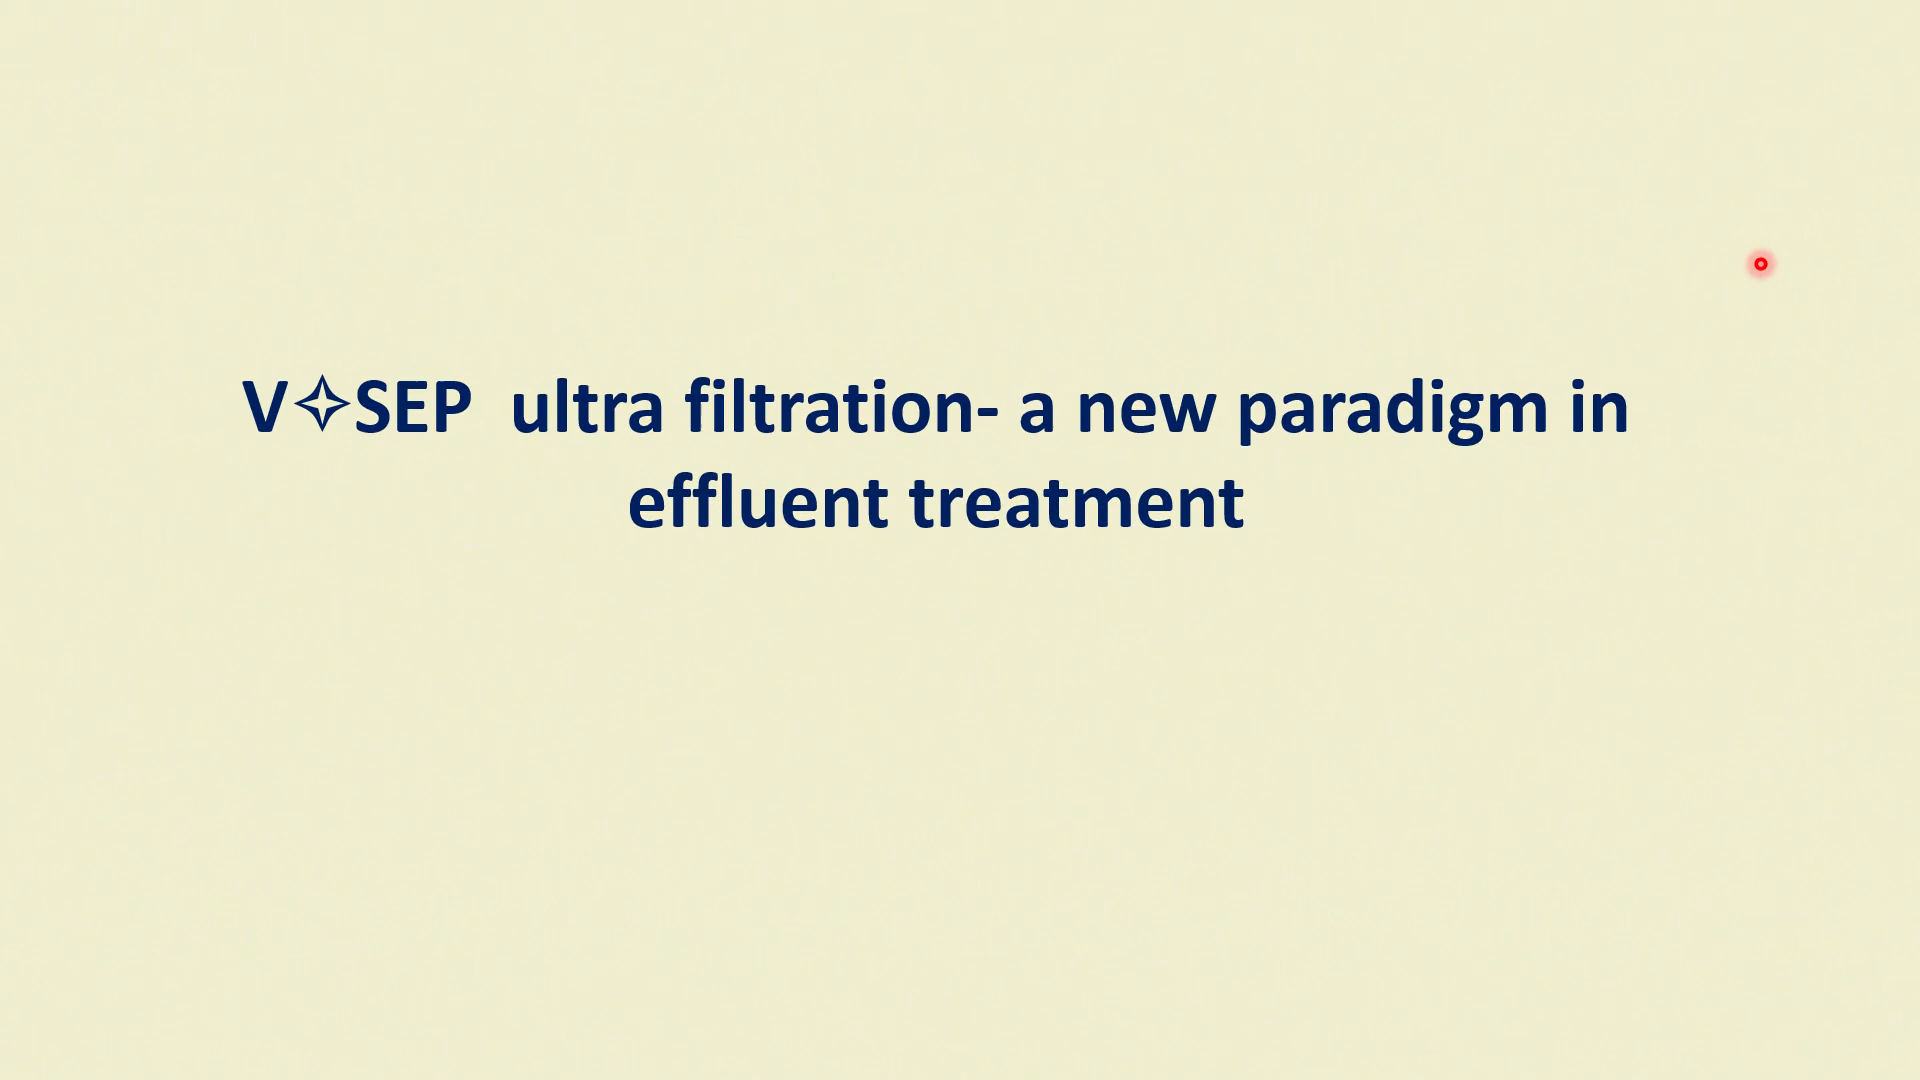 V✧SEP  ultra filtration- a new paradigm in
effluent treatment